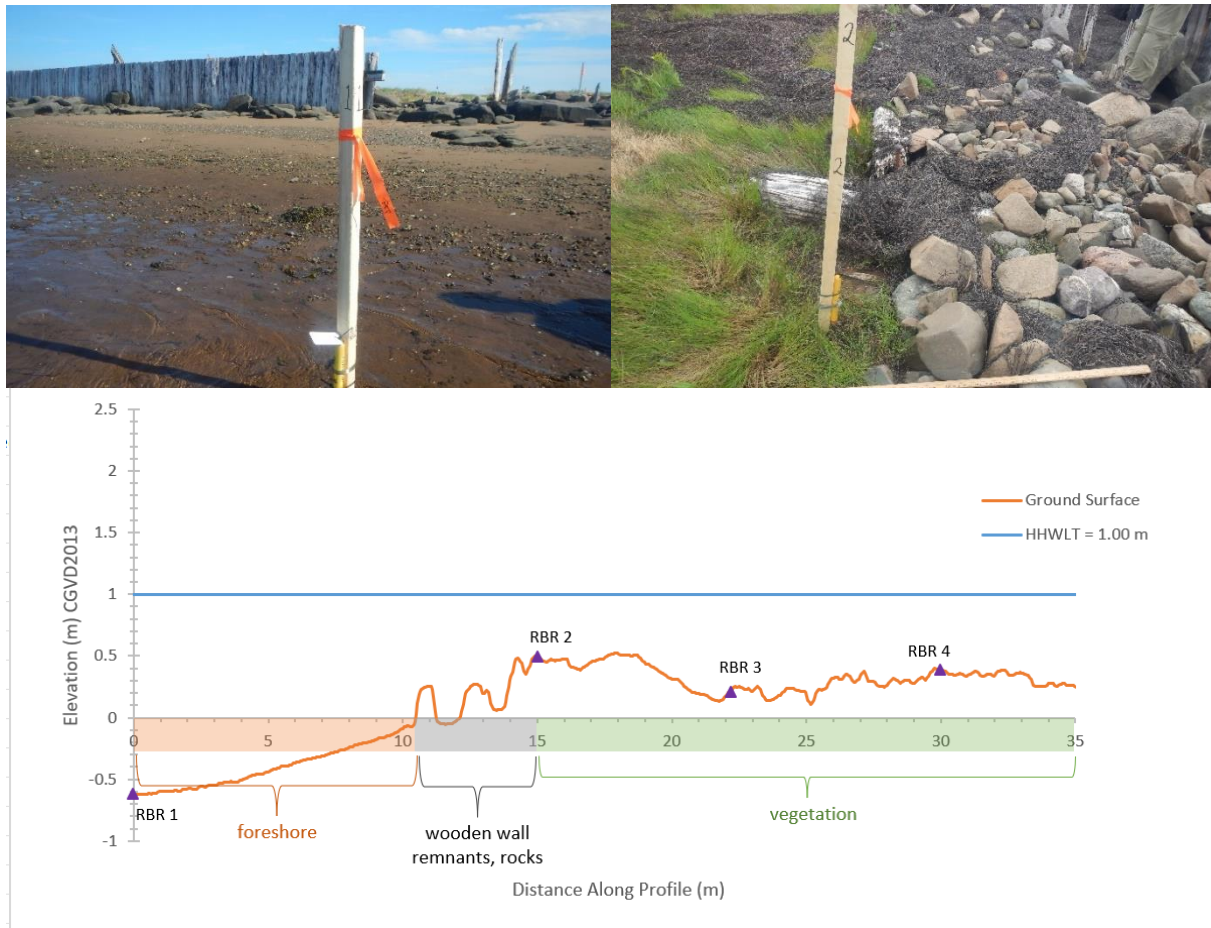 1
2
2
2.5
2
1.5
1
0.5
0
-0.5
-1
Elevation (m) CGVD2013
Ground Surface
HHWLT = 1.00 m
RBR 1
RBR 2
RBR 3
RBR 4
0 5 10 15 20 25 30 35
foreshore
wooden wall
remnants, rocks
vegetation
Distance Along Profile (m)